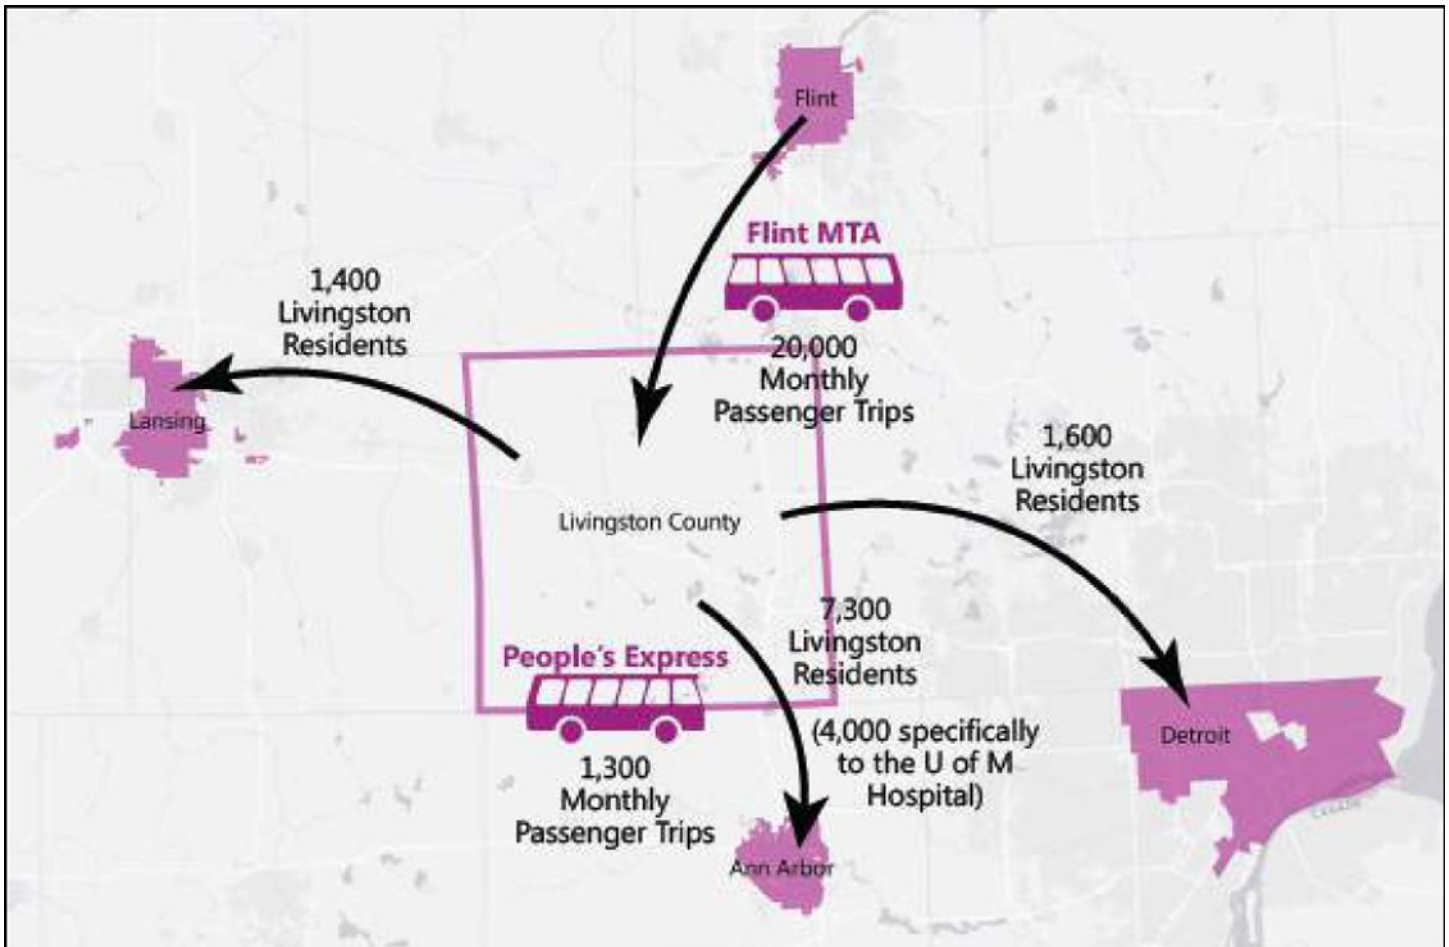 Flint
Flint MTA
20,000
Monthly
Passenger Trips
1,400
Livingston
Residents
Lansing
1,600
Livingston
Residents
Livingston County
7,300
Livingston
Residents
(4,000 specifically
to the U of M
Hospital)
People's Express
1,300
Monthly
Passenger Trips
Detroit
CANADA
Ann Arbor